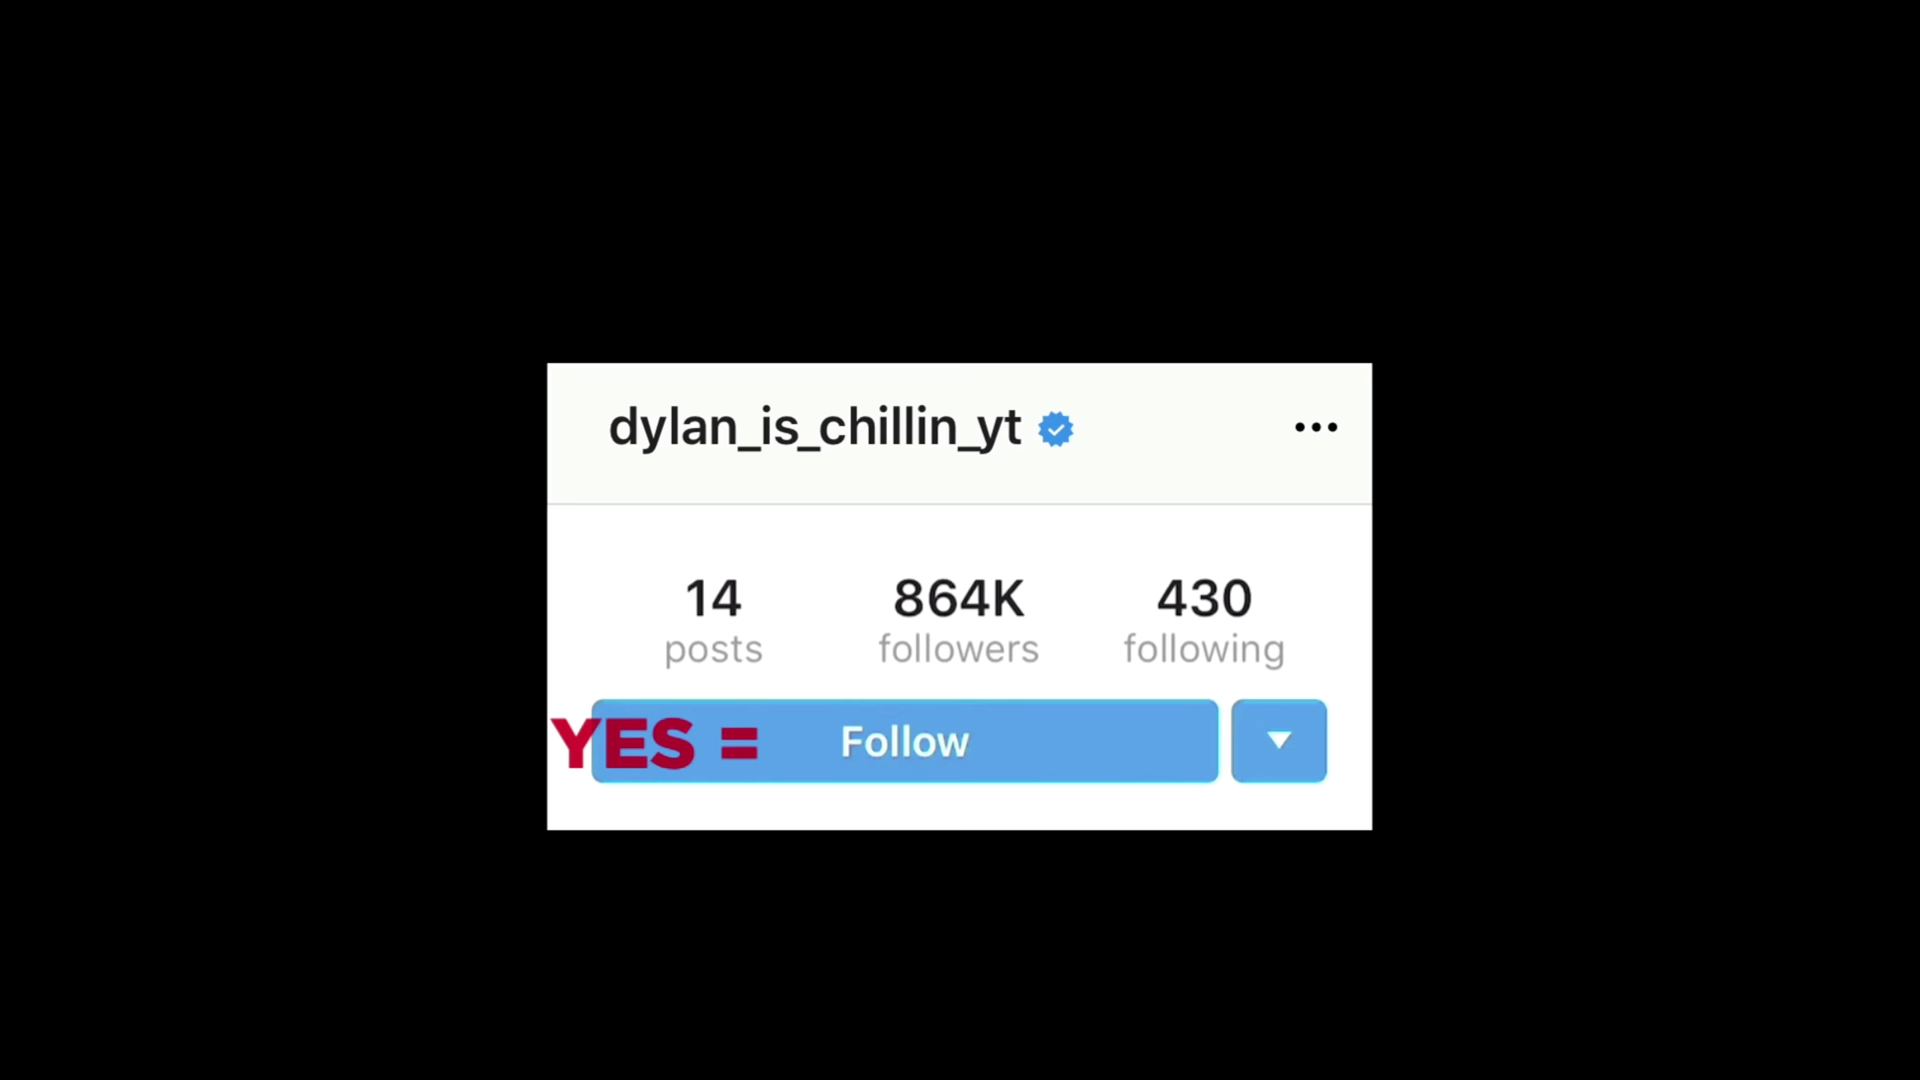 dylan_is_chillin_yt
14 864K 430
posts followers following
YES = Follow